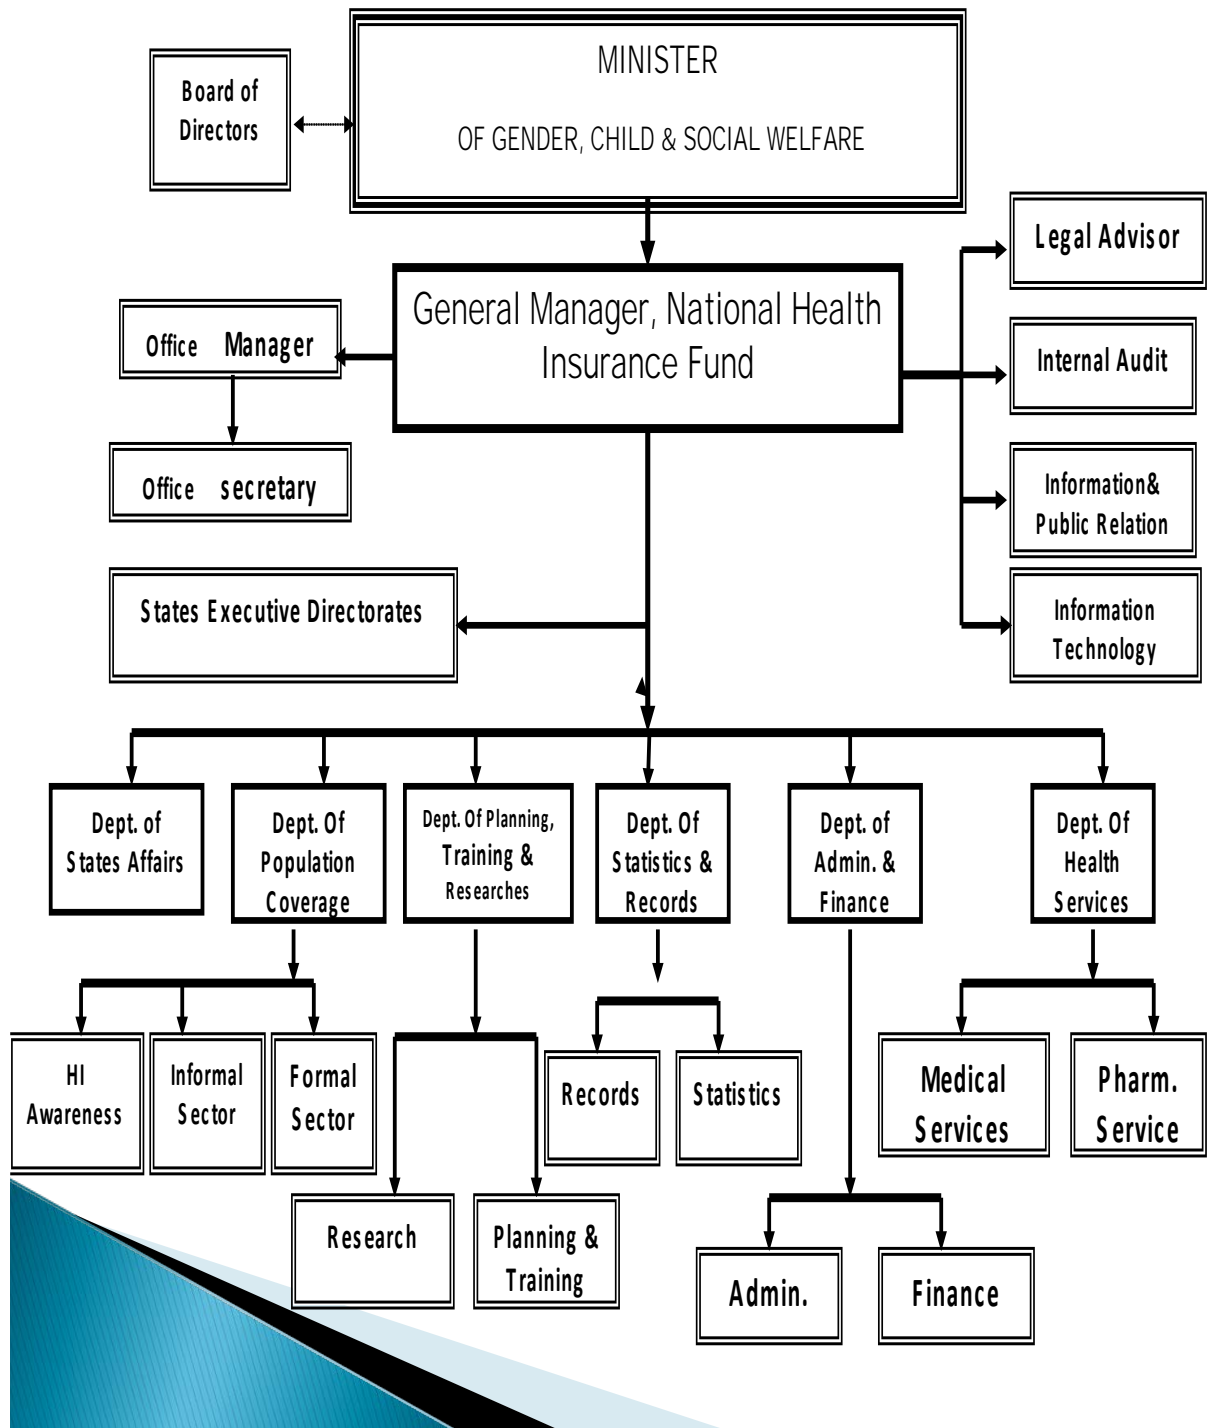 MINISTER
OF GENDER, CHILD & SOCIAL WELFARE
Board of
Directors
General Manager, National Health
Insurance Fund
Legal Advisor
Internal Audit
Information&
Public Relation
Information
Technology
Office Manager
Office secretary
States Executive Directorates
Dept. of
States Affairs
Dept. Of
Population
Coverage
Dept. Of Planning,
Training &
Researches
Dept. Of
Statistics &
Records
Dept. of
Admin. &
Finance
Dept. Of
Health
Services
HI
Awareness
Informal
Sector
Formal
Sector
Records
Statistics
Medical
Services
Pharm.
Service
Research
Planning &
Training
Admin.
Finance